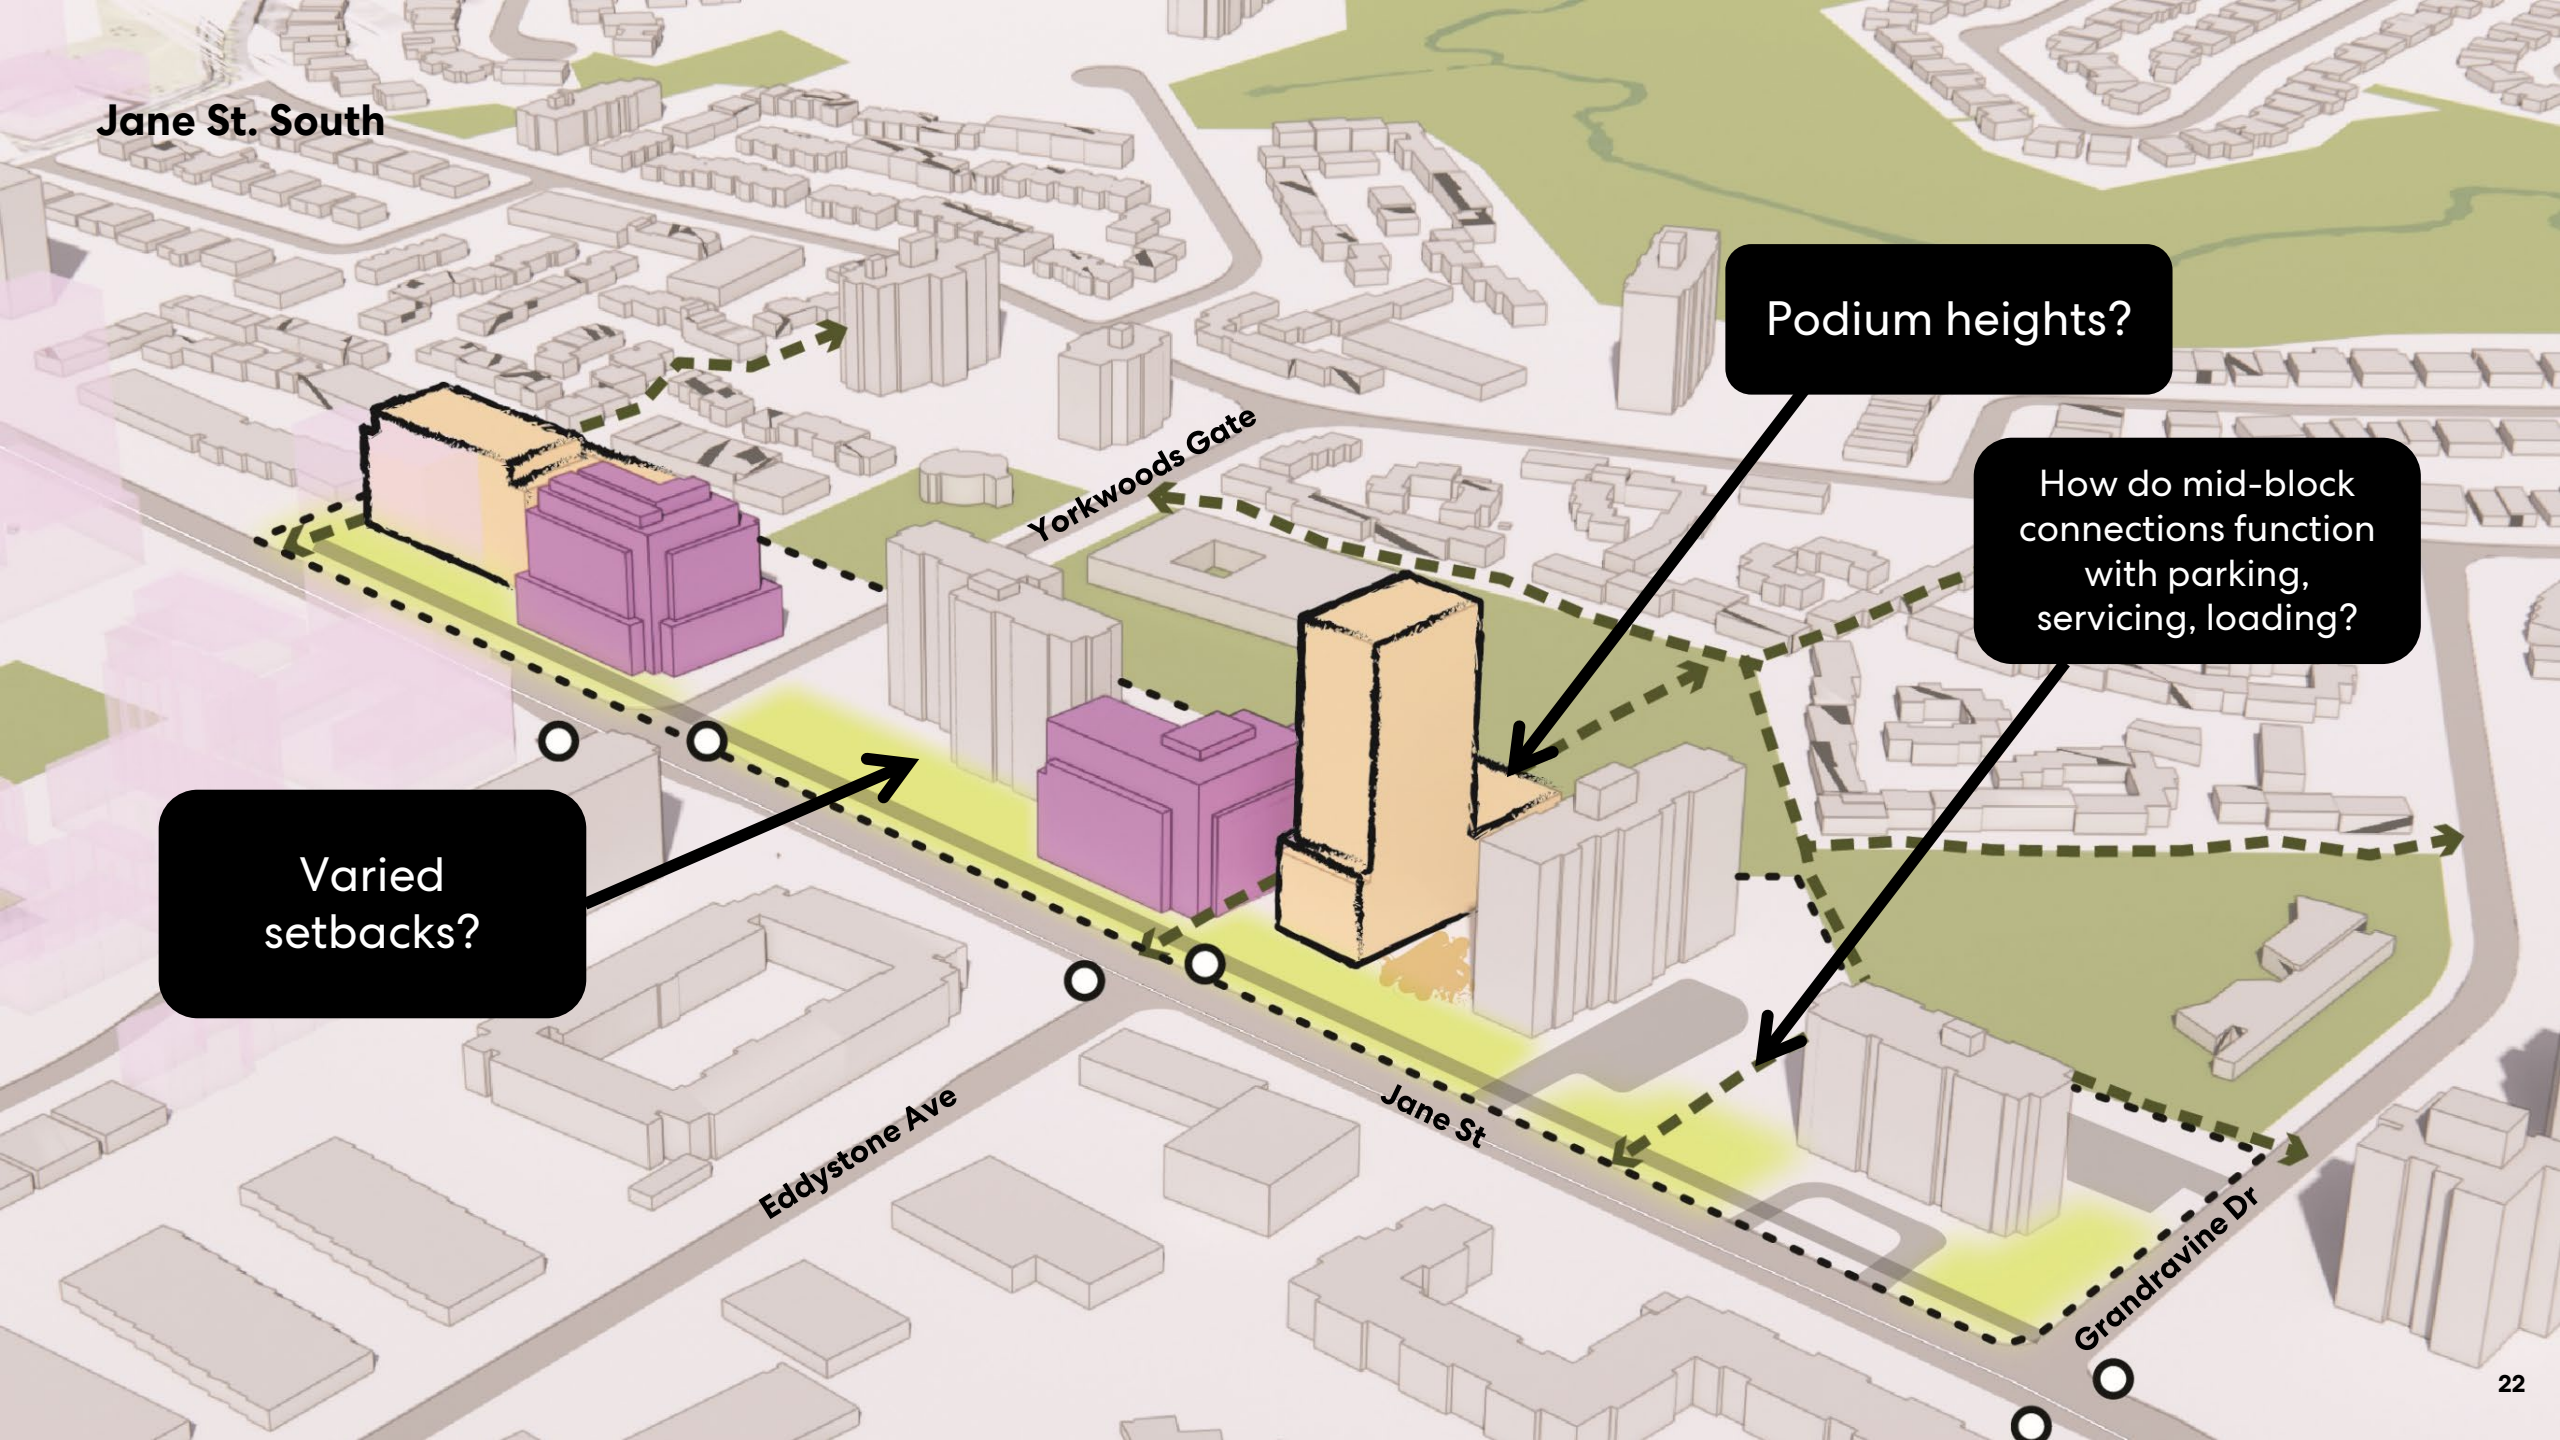 Jane St. South
Podium heights?
Yorkwoods Gate
How do mid-block
connections function
with parking,
servicing, loading?
Varied
setbacks?
Jane St
Eddystone Ave
Grandravine Dr
22